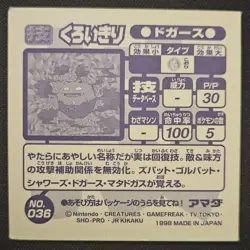 技 くろいきり
効果小 タイプ 効果大
技データベース 威力 - P/P 30
わざマシン - 命中率 100 ポケモンの数 5
●ドガース●
やたらにあやしい名称だが実は回復技。敵&味方
の攻撃補助関係を無効化。ズバット・ゴルバット・
シャワーズ・ドガース・マタドガスが覚える。
NO.
036
●あそび方はパッケージのうらを見てね! アマダ
©Nintendo・CREATURES・GAMEFREAK・TV TOKYO・
SHO-PRO・JR KIKAKU 1998 MADE IN JAPAN